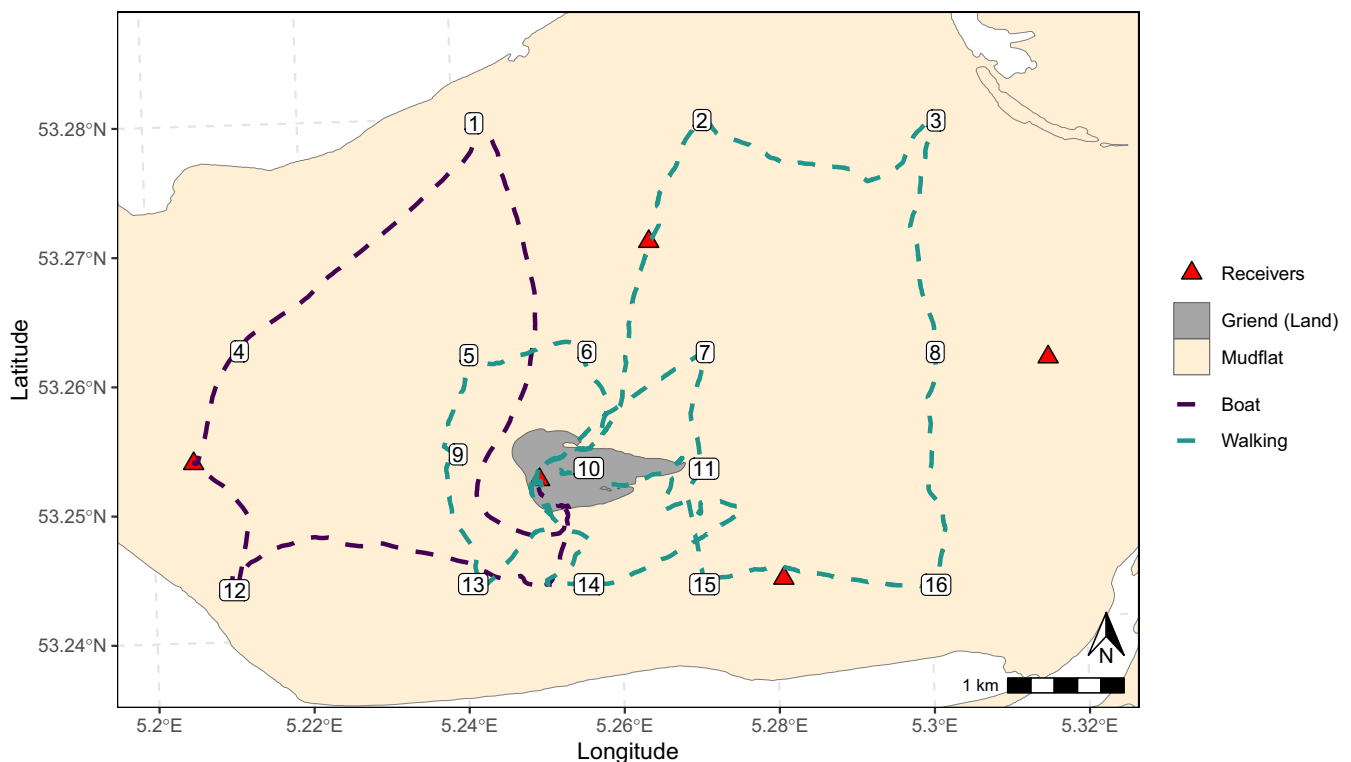 1
2
3
53.28°N
53.27°N
4
5
6
7
8
53.26°N
9
10
11
53.25°N
12
13
14
15
16
53.24°N
N
1 km
5.2°E 5.22°E 5.24°E 5.26°E 5.28°E 5.3°E 5.32°E
Longitude
Latitude
Receivers
Griend (Land)
Mudflat
Boat
Walking